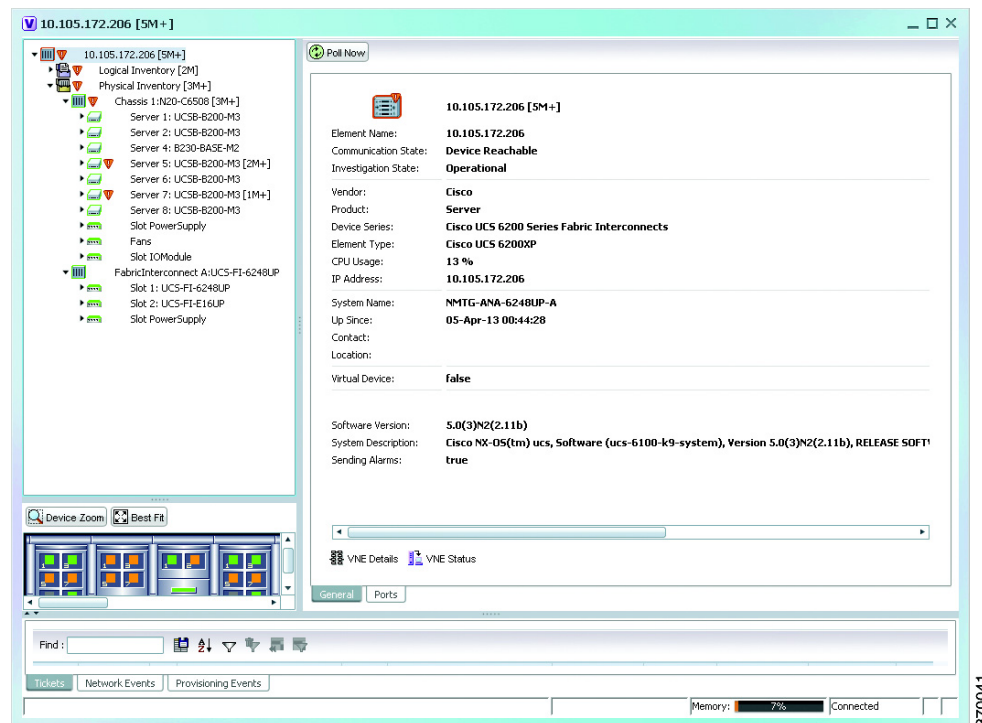 10.105.172.206 [5M+]
10.105.172.206 [5M+]
Logical Inventory [2M]
Physical Inventory [3M+]
Chassis 1:N20-C6508 [3M+]
Server 1: UCSB-B200-M3
Server 2: UCSB-B200-M3
Server 4: B230-BASE-M2
Server 5: UCSB-B200-M3 [2M+]
Server 6: UCSB-B200-M3
Server 7: UCSB-B200-M3 [1M+]
Server 8: UCSB-B200-M3
Slot PowerSupply
Fans
Slot IOModule
FabricInterconnect A:UCS-FI-6248UP
Slot 1: UCS-FI-6248UP
Slot 2: UCS-FI-E16UP
Slot PowerSupply
Device Zoom Best Fit
Poll Now
10.105.172.206 [5M+]
Element Name: 10.105.172.206
Communication State: Device Reachable
Investigation State: Operational
Vendor: Cisco
Product: Server
Device Series: Cisco UCS 6200 Series Fabric Interconnects
Element Type: Cisco UCS 6200XP
CPU Usage: 13 %
IP Address: 10.105.172.206
System Name: NMTG-ANA-6248UP-A
Up Since: 05-Apr-13 00:44:28
Contact:
Location:
Virtual Device: false
Software Version: 5.0(3)N2(2.11b)
System Description: Cisco NX-OS(tm) ucs, Software (ucs-6100-k9-system), Version 5.0(3)N2(2.11b), RELEASE SOFT
Sending Alarms: true
VNE Details VNE Status
General Ports
Find :
Tickets Network Events Provisioning Events
Memory: 7% Connected